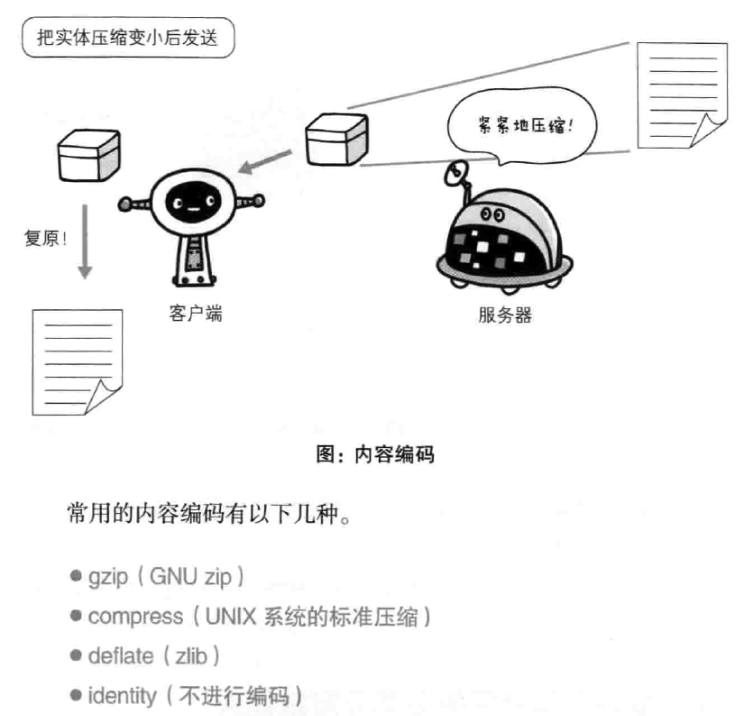 把实体压缩变小后发送
紧紧地压缩！
复原！
客户端
服务器
图：内容编码
常用的内容编码有以下几种。
● gzip（GNU zip）
● compress（UNIX 系统的标准压缩）
● deflate（zlib）
● identity（不进行编码）